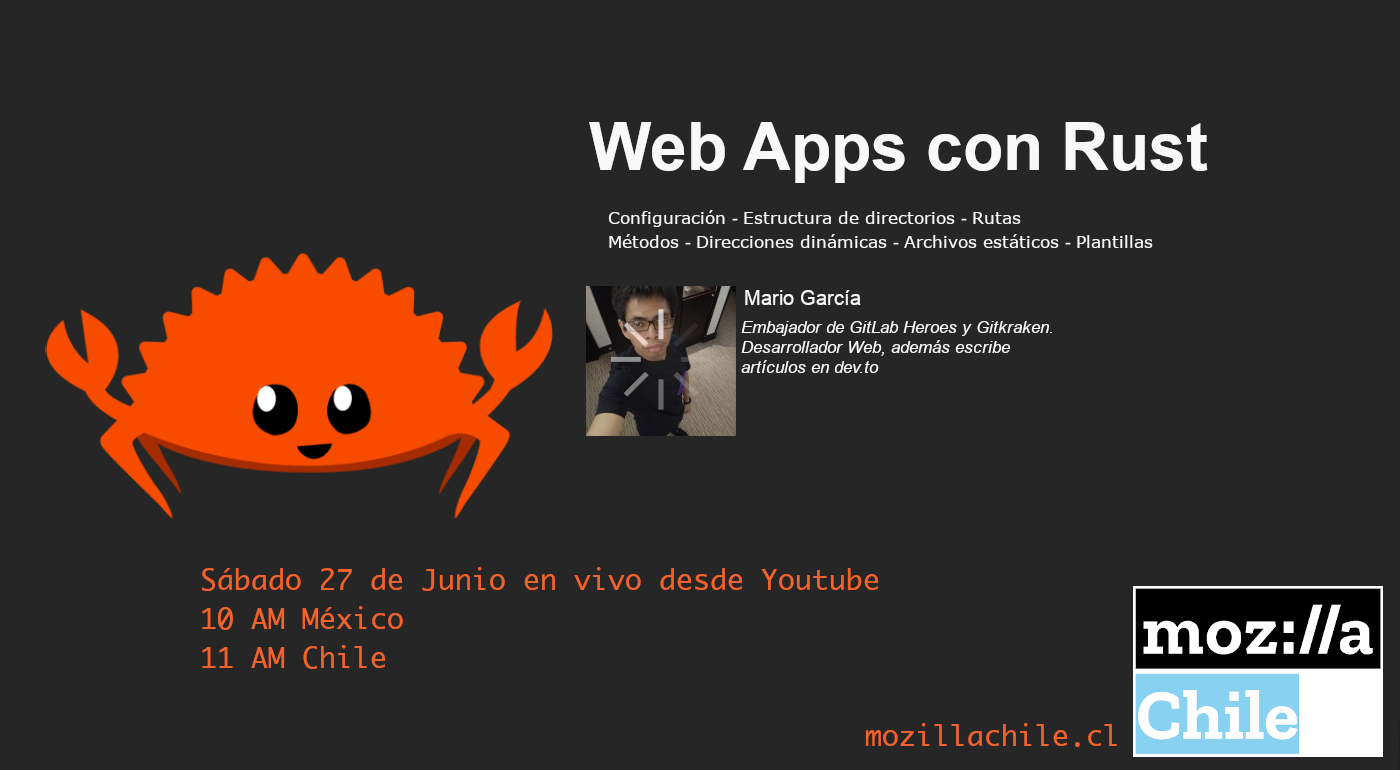 Web Apps con Rust
Configuración - Estructura de directorios - Rutas
Métodos - Direcciones dinámicas - Archivos estáticos - Plantillas
Mario García
Embajador de GitLab Heroes y Gitkraken.
Desarrollador Web, además escribe
artículos en dev.to
Sábado 27 de Junio en vivo desde Youtube
10 AM México
11 AM Chile
mozillachile.cl
moz://a
Chile